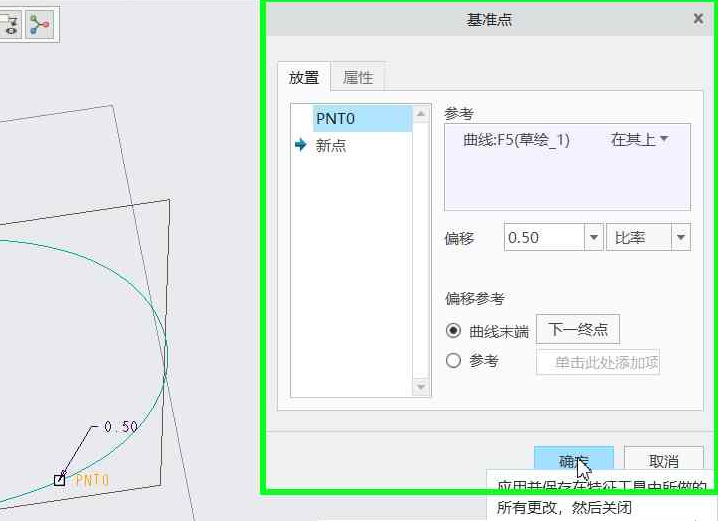 基准点
放置
属性
PNT0
新点
参考
曲线:F5(草绘_1)
在其上
偏移
0.50
比率
偏移参考
曲线末端
下一终点
参考
单击此处添加项
0.50
PNT0
确定
取消
应用并保存在特征工具中所做的
所有更改，然后关闭